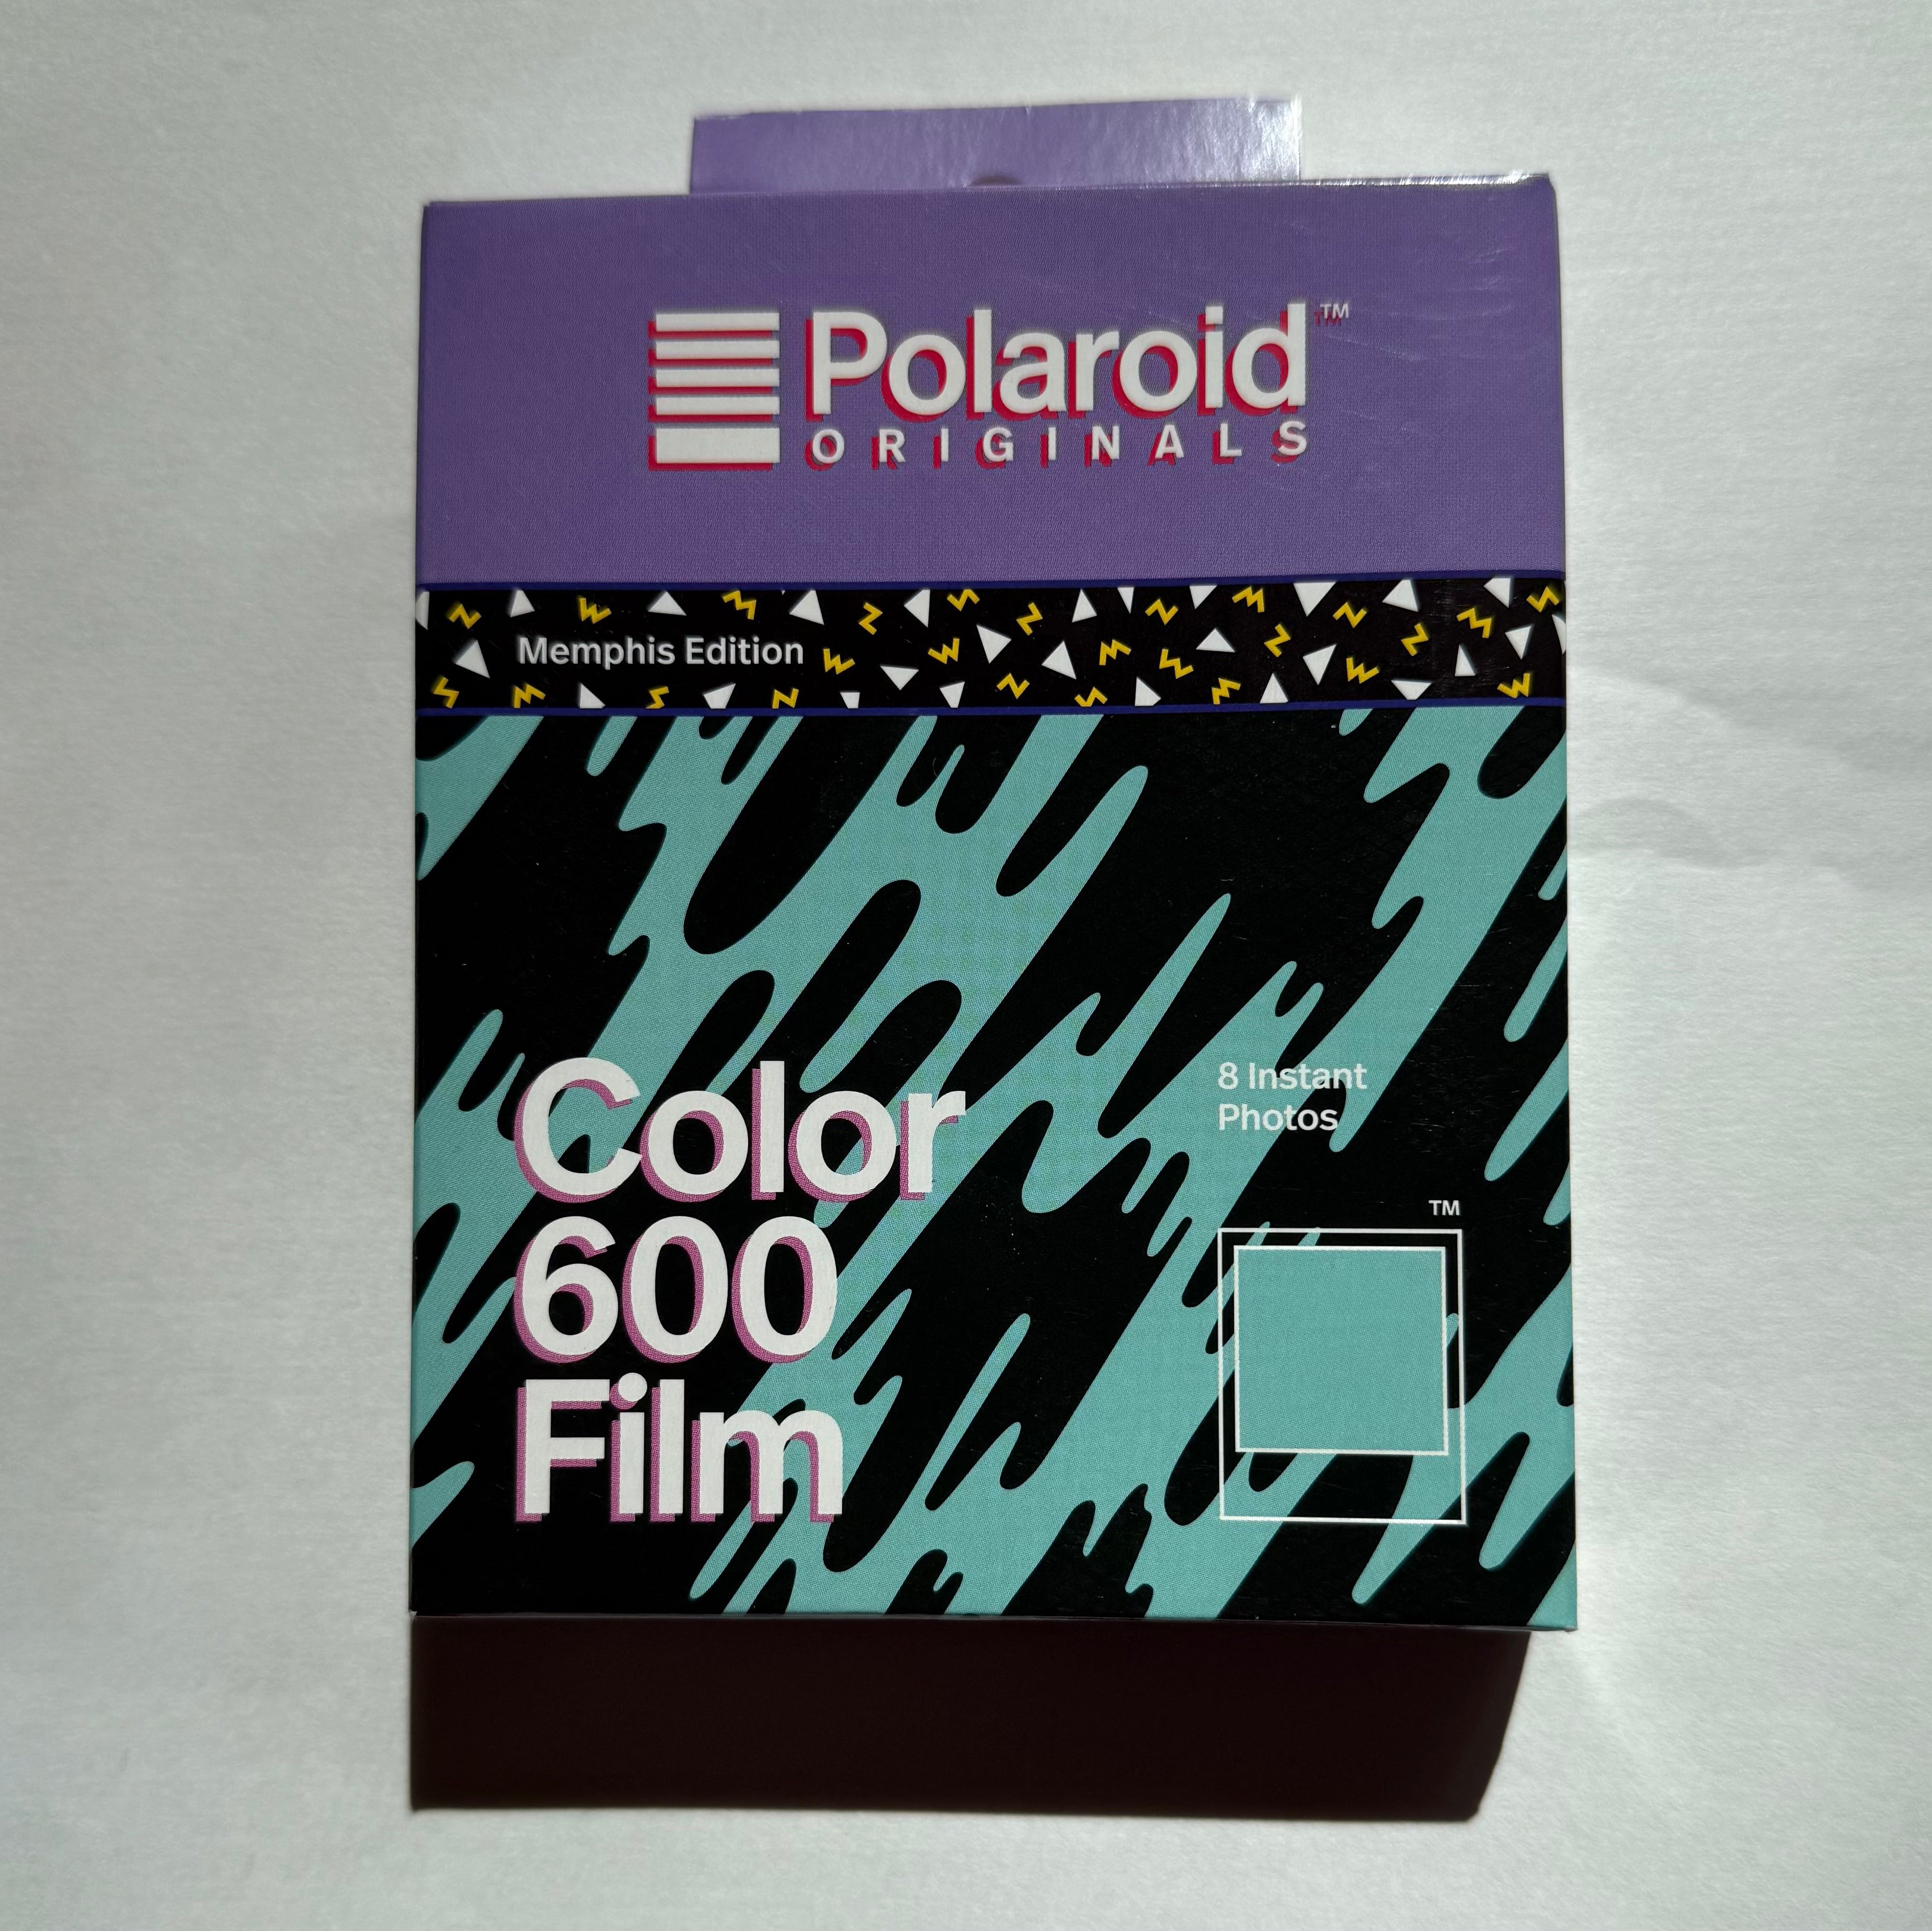 Polaroid™
ORIGINALS
Memphis Edition
Color
600
Film
8 Instant
Photos
™